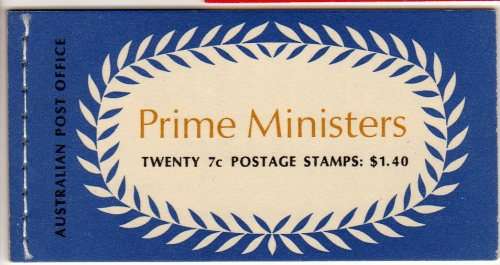 AUSTRALIAN POST OFFICE
Prime Ministers
TWENTY 7c POSTAGE STAMPS: $1.40